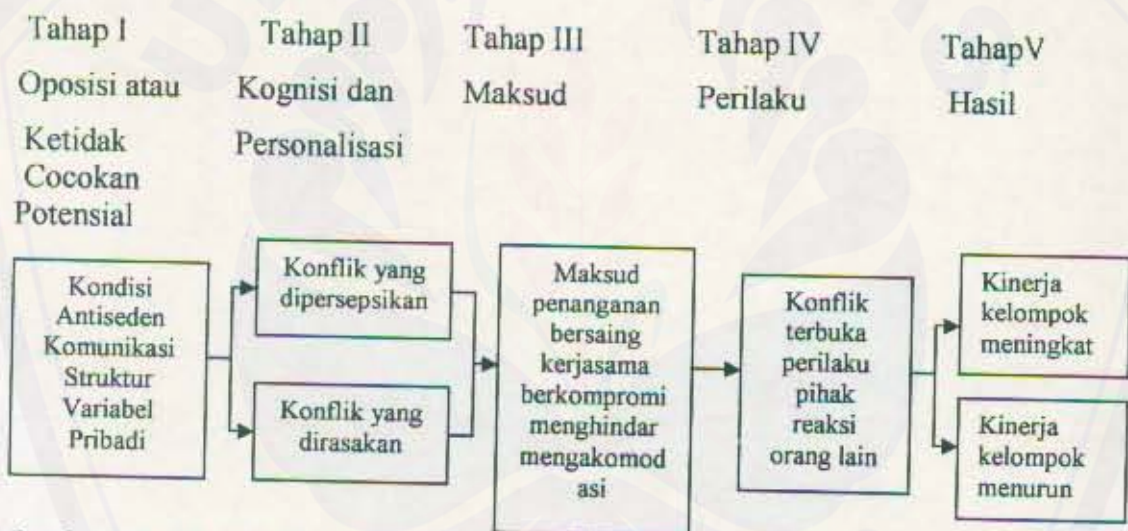 Tahap I
Oposisi atau
Ketidak
Cocokan
Potensial
Tahap II
Kognisi dan
Personalisasi
Tahap III
Maksud
Tahap IV
Perilaku
TahapV
Hasil
Kondisi
Antiseden
Komunikasi
Struktur
Variabel
Pribadi
Konflik yang
dipersepsikan
Konflik yang
dirasakan
Maksud
penanganan
bersaing
kerjasama
berkompromi
menghindar
mengakomod
asi
Konflik
terbuka
perilaku
pihak
reaksi
orang lain
Kinerja
kelompok
meningkat
Kinerja
kelompok
menurun